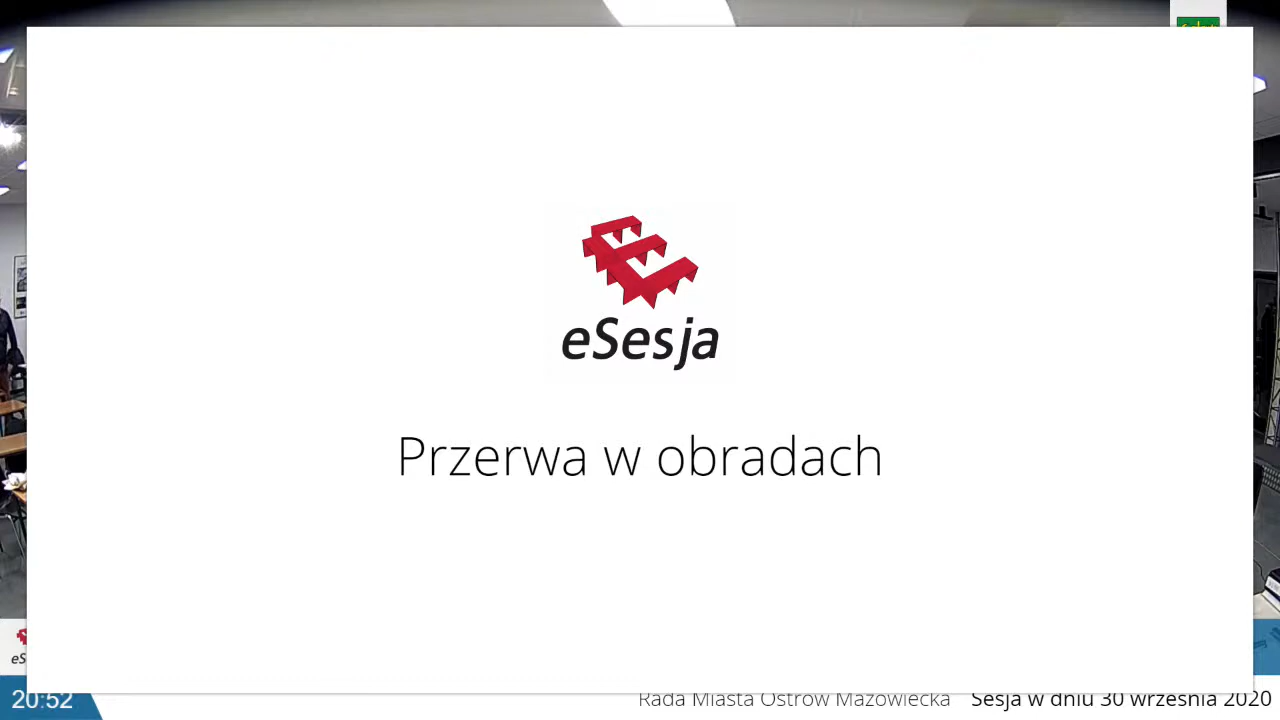 eSesja
Przerwa w obradach
20:52
Rada Miasta Ostrów Mazowiecka Sesja w dniu 30 września 2020